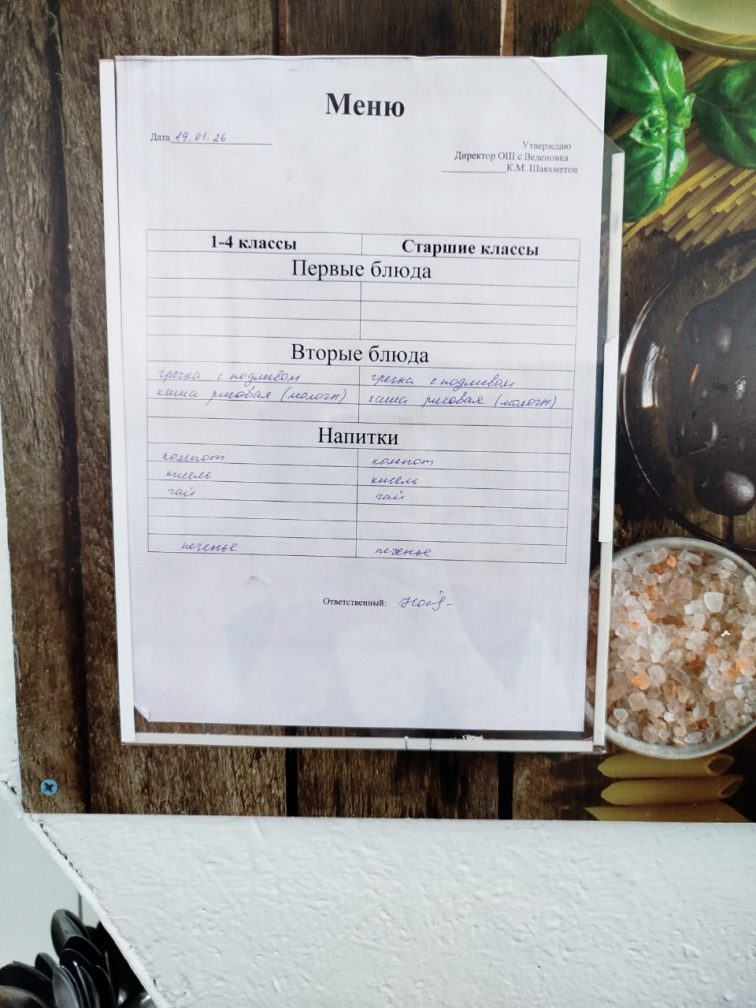 Меню
Дата 19.01.26
Утверждаю
Директор ОШ с Веденовка
К.М. Шаяхметов
1-4 классы Старшие классы
Первые блюда
Вторые блюда
гречка с подливом гречка с подливом
каша рисовая (молочн) каша рисовая (молочн)
Напитки
компот компот
кисель кисель
чай чай
печенье печенье
Ответственный: